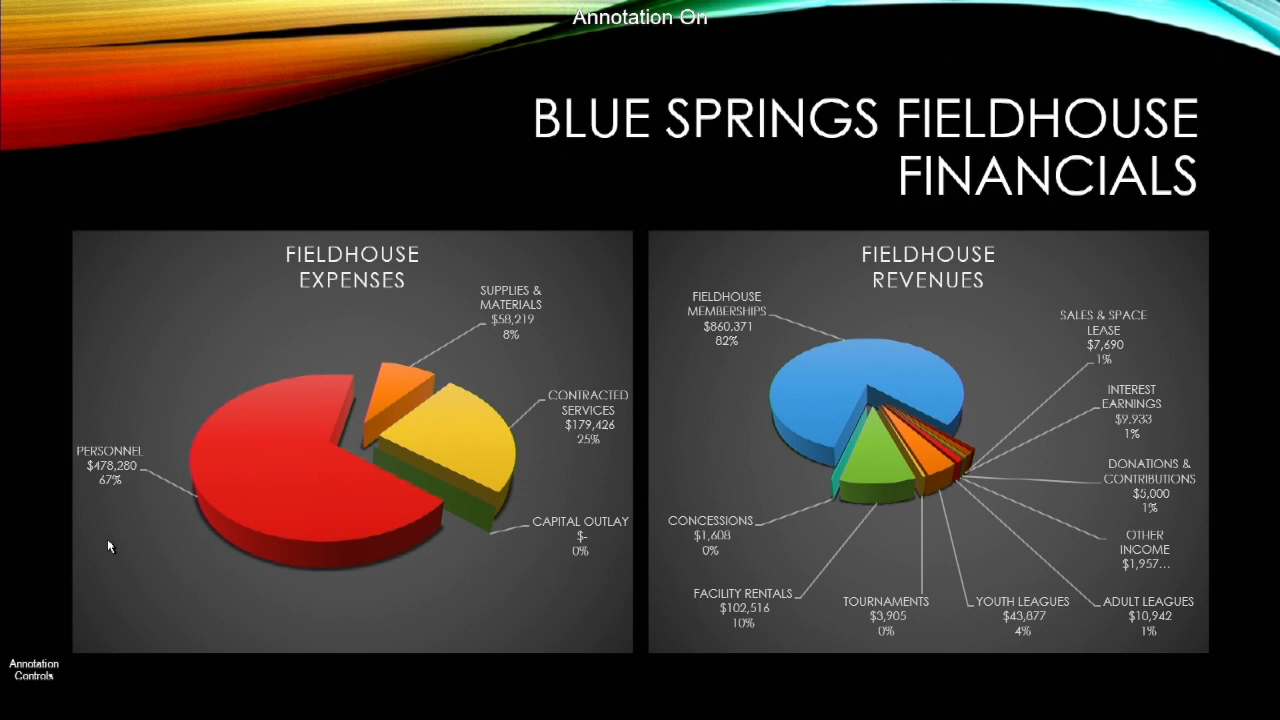 Annotation On
BLUE SPRINGS FIELDHOUSE
FINANCIALS
FIELDHOUSE
EXPENSES
SUPPLIES &
MATERIALS
$58,219
8%
CONTRACTED
SERVICES
$179,426
25%
PERSONNEL
$478,280
67%
CAPITAL OUTLAY
$-
0%
FIELDHOUSE
REVENUES
FIELDHOUSE
MEMBERSHIPS
$860,371
82%
SALES & SPACE
LEASE
$7,690
1%
INTEREST
EARNINGS
$9,933
1%
DONATIONS &
CONTRIBUTIONS
$5,000
1%
OTHER
INCOME
$1,957...
CONCESSIONS
$1,608
0%
FACILITY RENTALS
$102,516
10%
TOURNAMENTS
$3,905
0%
YOUTH LEAGUES
$43,877
4%
ADULT LEAGUES
$10,942
1%
Annotation
Controls